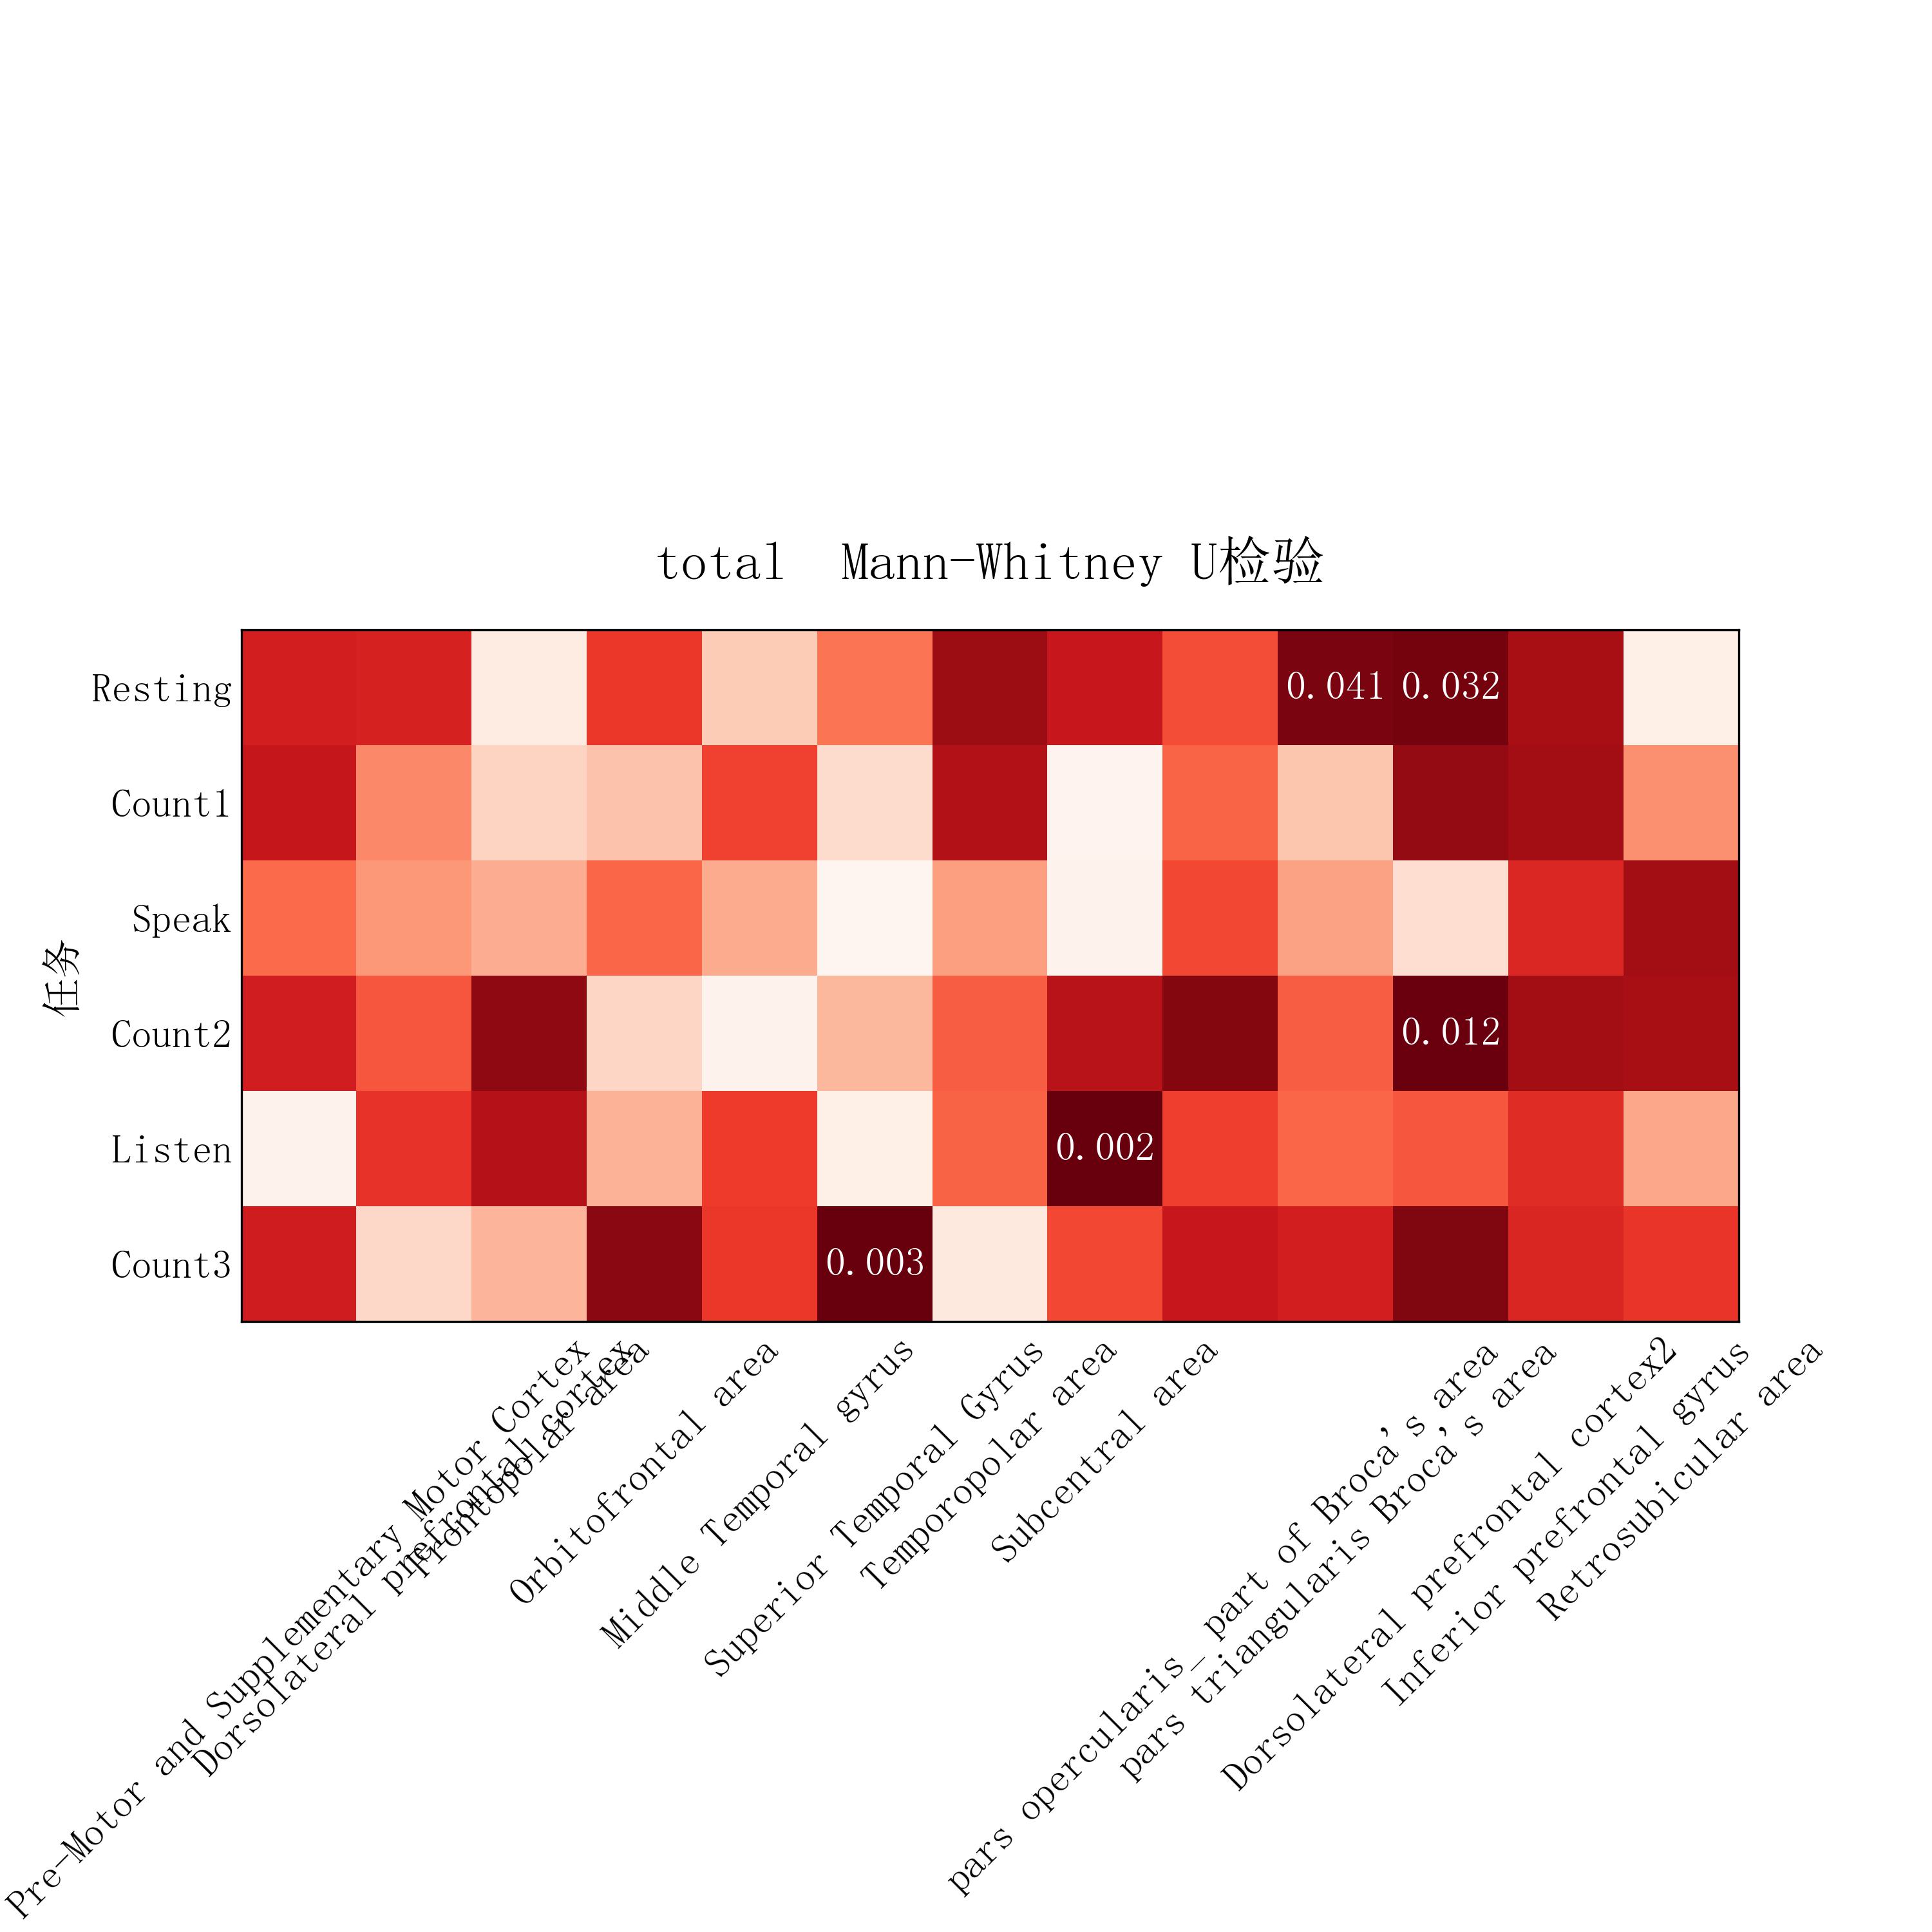 total  Mann-Whitney U检验
任务
Resting
0.041 0.032
Count1
Speak
Count2
0.012
Listen
0.002
Count3
0.003
Pre-Motor and Supplementary Motor Cortex
Dorsolateral prefrontal cortex
Frontopolar area
Orbitofrontal area
Middle Temporal gyrus
Superior Temporal Gyrus
Temporopolar area
Subcentral area
pars opercularis_ part of Broca's area
pars triangularis Broca's area
Dorsolateral prefrontal cortex2
Inferior prefrontal gyrus
Retrosubicular area